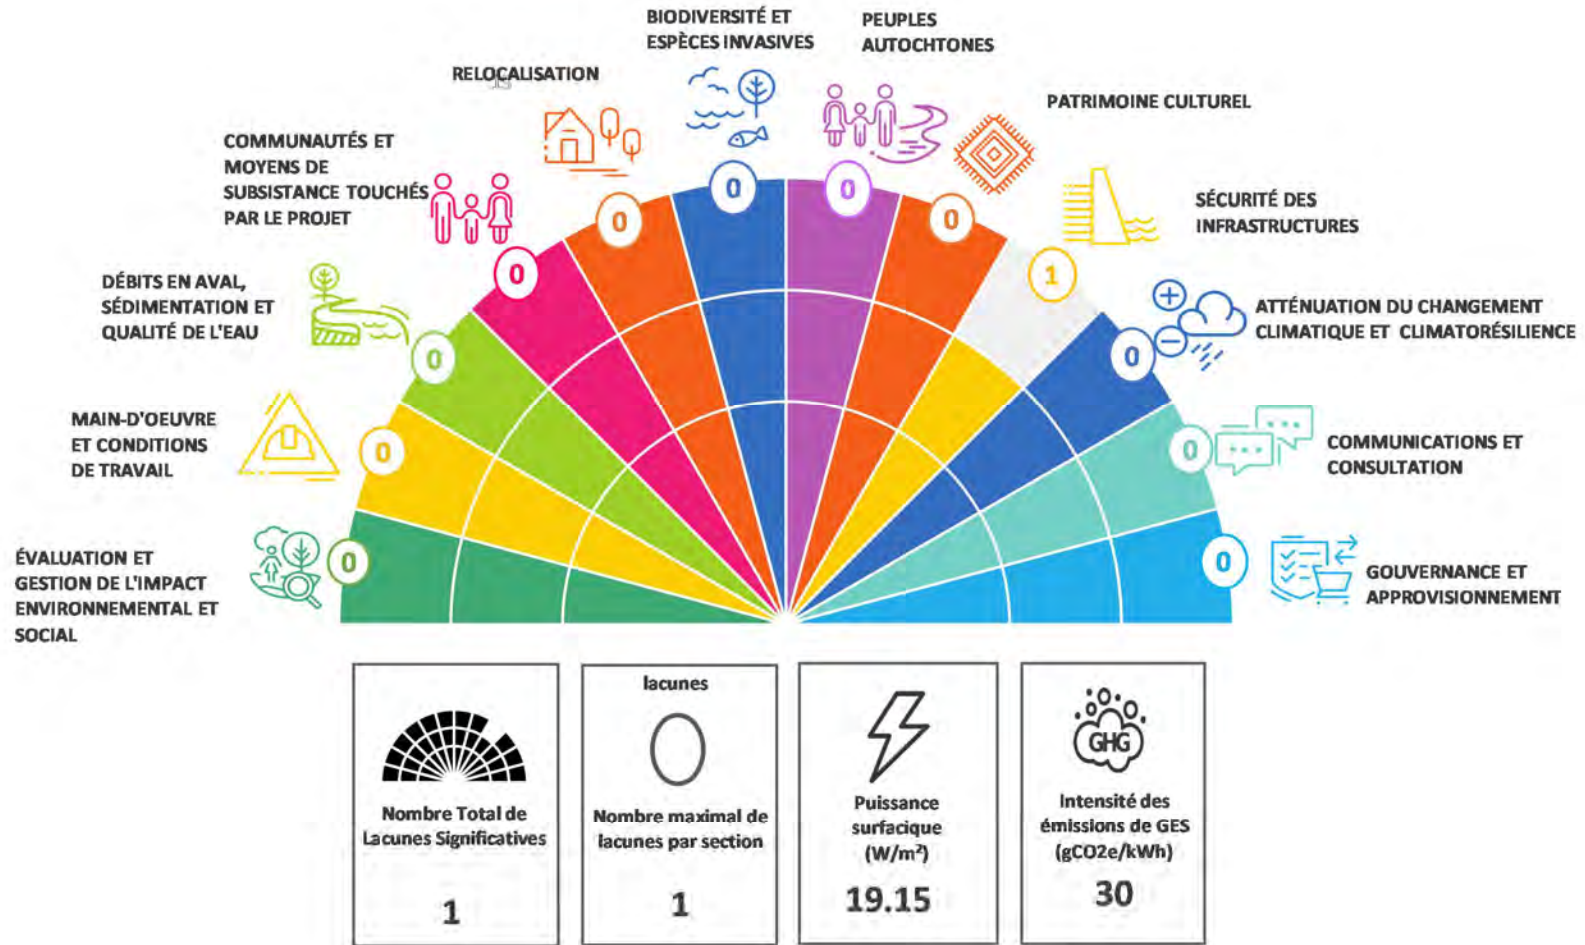 BIODIVERSITÉ ET
ESPÈCES INVASIVES
PEUPLES
AUTOCHTONES
RELOCALISATION
PATRIMOINE CULTUREL
COMMUNAUTÉS ET
MOYENS DE
SUBSISTANCE TOUCHÉS
PAR LE PROJET
SÉCURITÉ DES
INFRASTRUCTURES
DÉBITS EN AVAL,
SÉDIMENTATION ET
QUALITÉ DE L'EAU
ATTÉNUATION DU CHANGEMENT
CLIMATIQUE ET CLIMATORÉSILIENCE
MAIN-D'OEUVRE
ET CONDITIONS
DE TRAVAIL
COMMUNICATIONS ET
CONSULTATION
ÉVALUATION ET
GESTION DE L'IMPACT
ENVIRONNEMENTAL ET
SOCIAL
GOUVERNANCE ET
APPROVISIONNEMENT
0
0
0
0
0
0
0
0
1
0
0
0
Nombre Total de
Lacunes Significatives
1
lacunes
Nombre maximal de
lacunes par section
1
Puissance
surfacique
(W/m²)
19.15
GHG
Intensité des
émissions de GES
(gCO2e/kWh)
30